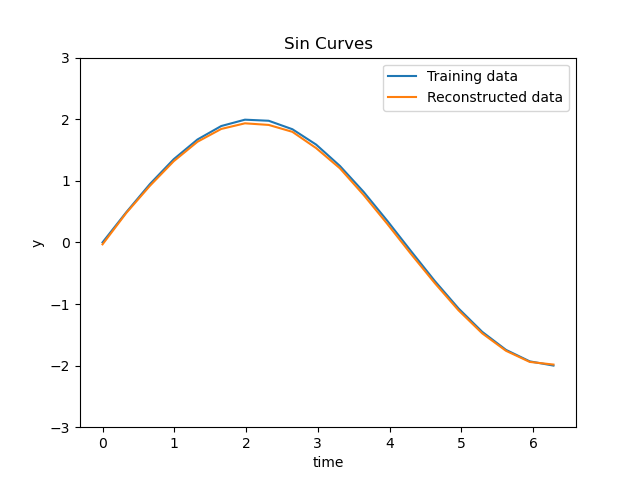 Sin Curves
Training data
Reconstructed data
3
2
1
0
−1
−2
−3
y
0 1 2 3 4 5 6
time